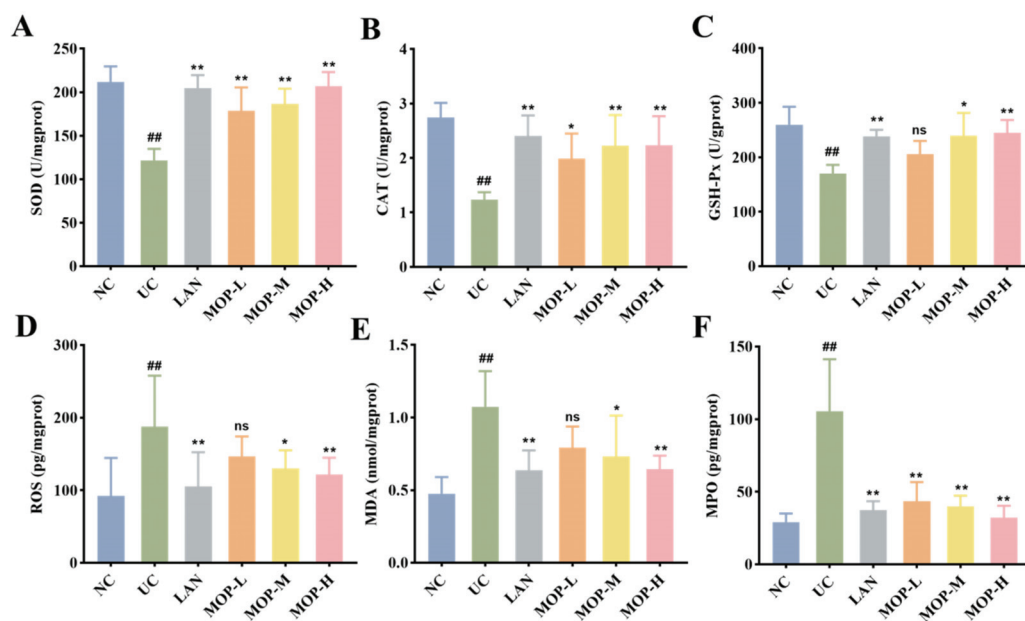 A
SOD (U/mgprot)
250
200
150
100
50
0
##
**
**
**
**
NC
UC
LAN
MOP-L
MOP-M
MOP-H
B
CAT (U/mgprot)
4
3
2
1
0
##
**
*
**
**
NC
UC
LAN
MOP-L
MOP-M
MOP-H
C
GSH-Px (U/gprot)
400
300
200
100
0
##
**
ns
*
**
NC
UC
LAN
MOP-L
MOP-M
MOP-H
D
ROS (pg/mgprot)
300
200
100
0
##
**
ns
*
**
NC
UC
LAN
MOP-L
MOP-M
MOP-H
E
MDA (nmol/mgprot)
1.5
1.0
0.5
0.0
##
**
ns
*
**
NC
UC
LAN
MOP-L
MOP-M
MOP-H
F
MPO (pg/mgprot)
150
100
50
0
##
**
**
**
**
NC
UC
LAN
MOP-L
MOP-M
MOP-H